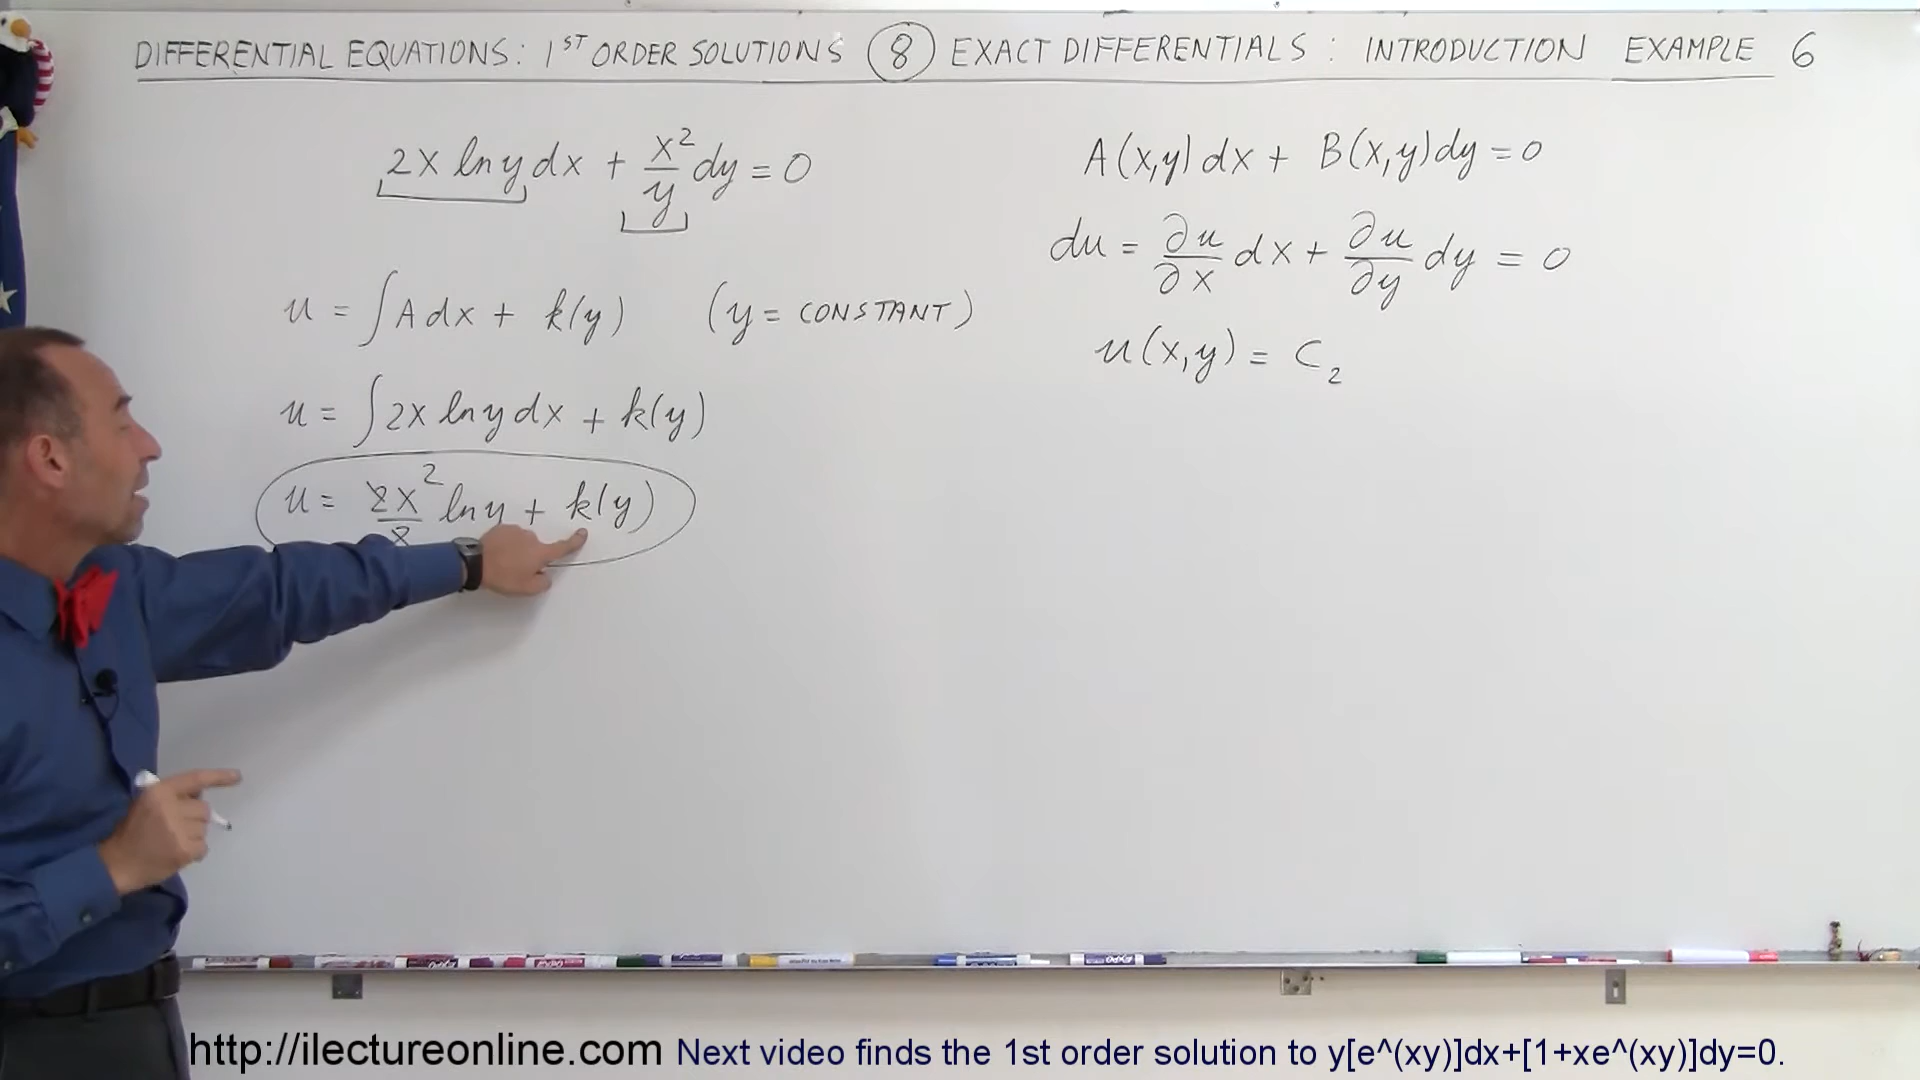 DIFFERENTIAL EQUATIONS: 1ST ORDER SOLUTIONS 8 EXACT DIFFERENTIALS: INTRODUCTION EXAMPLE 6
2x ln y dx + x²/y dy = 0
u = ∫A dx + k(y) (y = CONSTANT)
u = ∫2x ln y dx + k(y)
u = 2x²/2 ln y + k(y)
A(x,y) dx + B(x,y) dy = 0
du = ∂u/∂x dx + ∂u/∂y dy = 0
u(x,y) = C₂
http://ilectureonline.com Next video finds the 1st order solution to y[e^(xy)]dx+[1+xe^(xy)]dy=0.